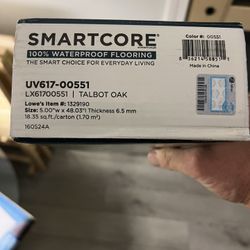 SMARTCORE®
Color #: 00551
100% WATERPROOF FLOORING
THE SMART CHOICE FOR EVERYDAY LIVING
Made in China
UV617-00551
LX61700551 | TALBOT OAK
Lowe's Item #: 1329190
Size: 5.00"W x 48.03"L Thickness 6.5 mm
18.35 sq.ft./carton (1.70 m²)
160524A